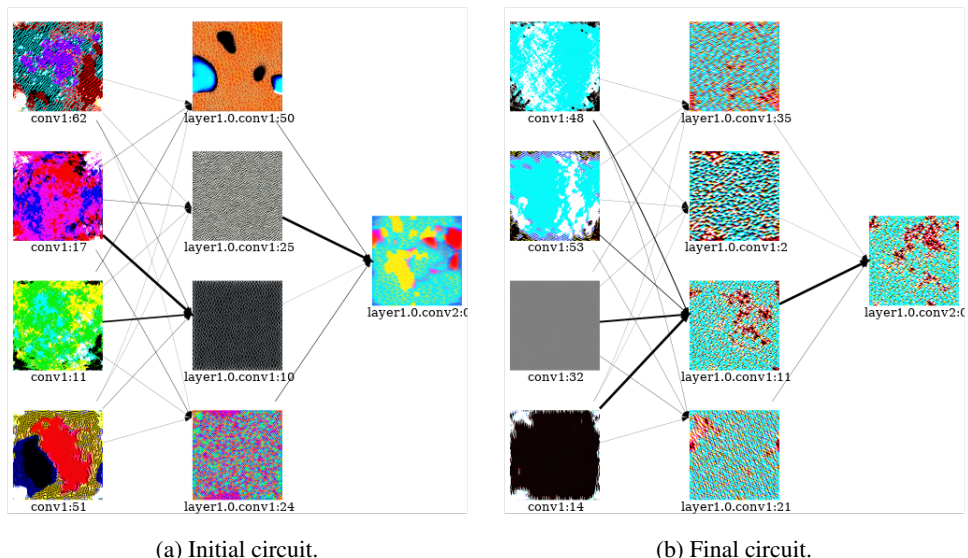 conv1:62
layer1.0.conv1:50
conv1:17
layer1.0.conv1:25
layer1.0.conv2:0
conv1:11
layer1.0.conv1:10
conv1:51
layer1.0.conv1:24
(a) Initial circuit.
conv1:48
layer1.0.conv1:35
conv1:53
layer1.0.conv1:2
layer1.0.conv2:0
conv1:32
layer1.0.conv1:11
conv1:14
layer1.0.conv1:21
(b) Final circuit.